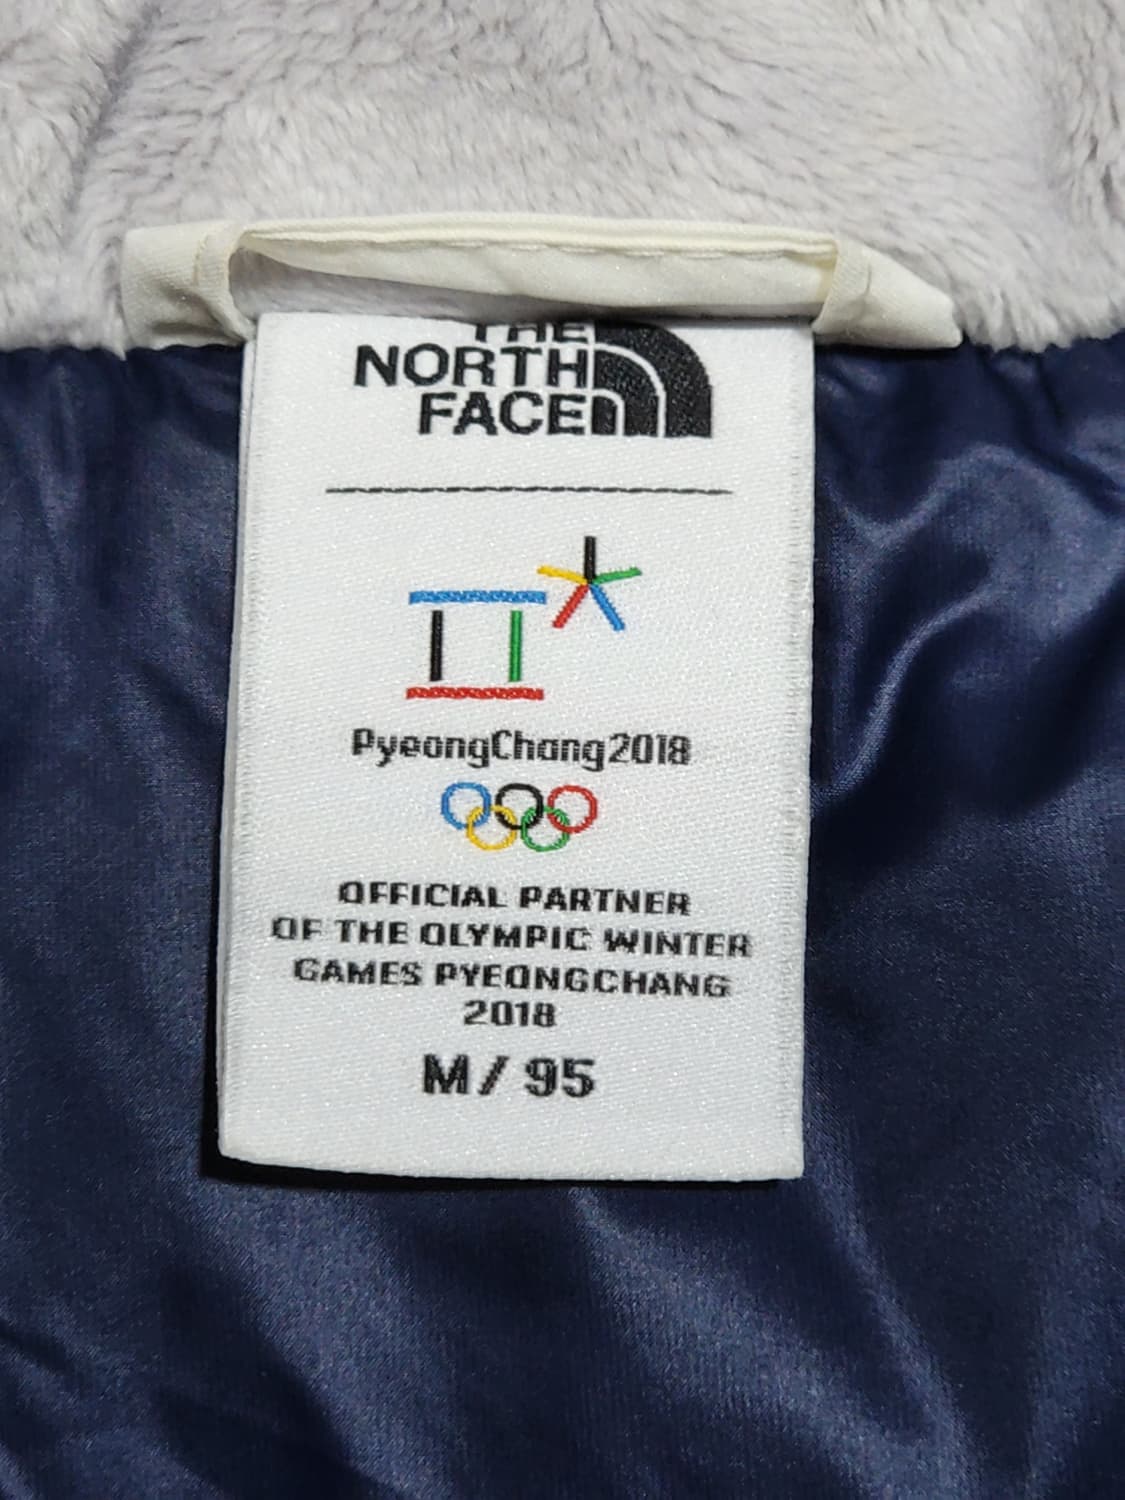 THE
NORTH
FACE
PyeongChang2018
OFFICIAL PARTNER
OF THE OLYMPIC WINTER
GAMES PYEONGCHANG
2018
M/ 95